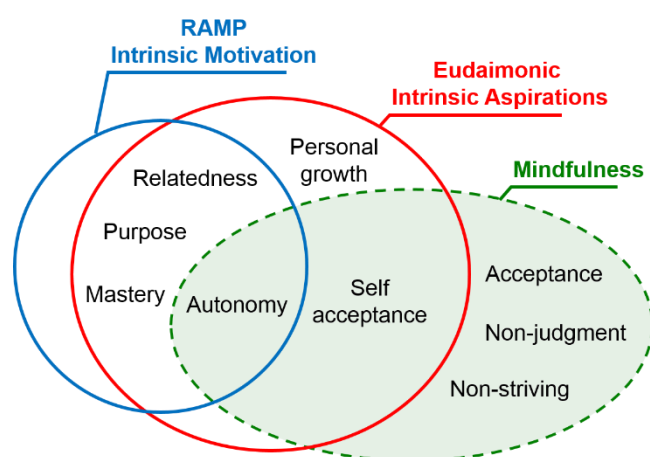 RAMP
Intrinsic Motivation
Eudaimonic
Intrinsic Aspirations
Mindfulness
Personal
growth
Relatedness
Purpose
Mastery
Autonomy
Self
acceptance
Acceptance
Non-judgment
Non-striving